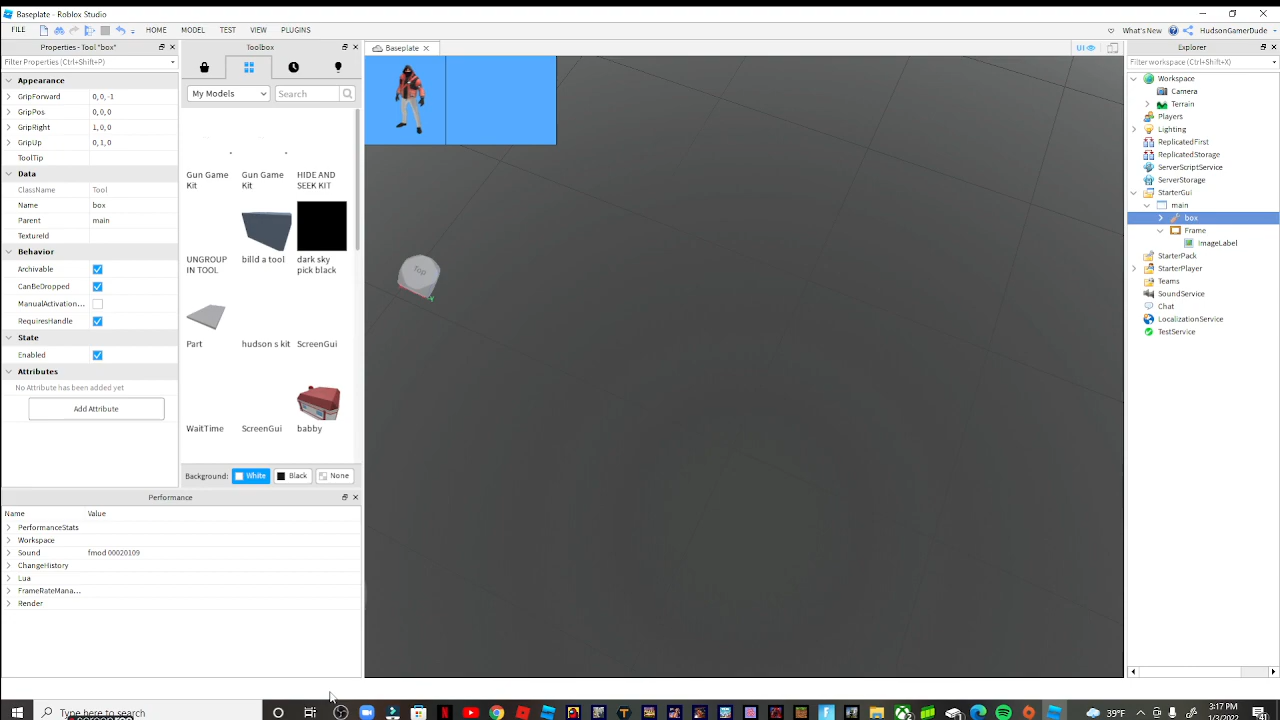 Baseplate - Roblox Studio
FILE HOME MODEL TEST VIEW PLUGINS What's New HudsonGamerDude
Properties - Tool "box"
Filter Properties (Ctrl+Shift+P)
Appearance
GripForward 0, 0, -1
GripPos 0, 0, 0
GripRight 1, 0, 0
GripUp 0, 1, 0
ToolTip
Data
ClassName Tool
Name box
Parent main
TextureId
Behavior
Archivable
CanBeDropped
ManualActivation...
RequiresHandle
State
Enabled
Attributes
No Attribute has been added yet
Add Attribute
Toolbox
My Models Search
Gun Game Kit
Gun Game Kit
HIDE AND SEEK KIT
UNGROUP IN TOOL
billd a tool
dark sky pick black
Part
hudson s kit
ScreenGui
WaitTime
ScreenGui
babby
Background: White Black None
Performance
Name Value
PerformanceStats
Workspace
Sound fmod 00020109
ChangeHistory
Lua
FrameRateMana...
Render
Baseplate
UI
Top
Y
Explorer
Filter workspace (Ctrl+Shift+X)
Workspace
Camera
Terrain
Players
Lighting
ReplicatedFirst
ReplicatedStorage
ServerScriptService
ServerStorage
StarterGui
main
box
Frame
ImageLabel
StarterPack
StarterPlayer
Teams
SoundService
Chat
LocalizationService
TestService
Type here to search
3:17 PM